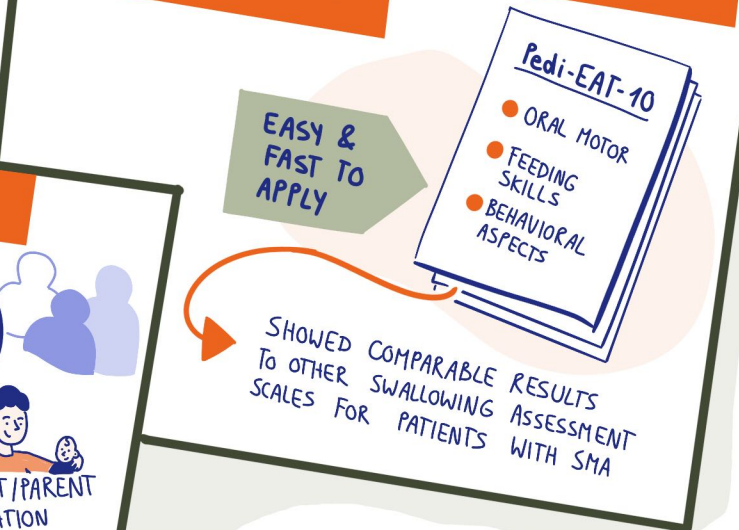 Pedi-EAT-10
ORAL MOTOR
FEEDING
SKILLS
BEHAVIORAL
ASPECTS
EASY &
FAST TO
APPLY
SHOWED COMPARABLE RESULTS
TO OTHER SWALLOWING ASSESSMENT
SCALES FOR PATIENTS WITH SMA
T/PARENT
ATION